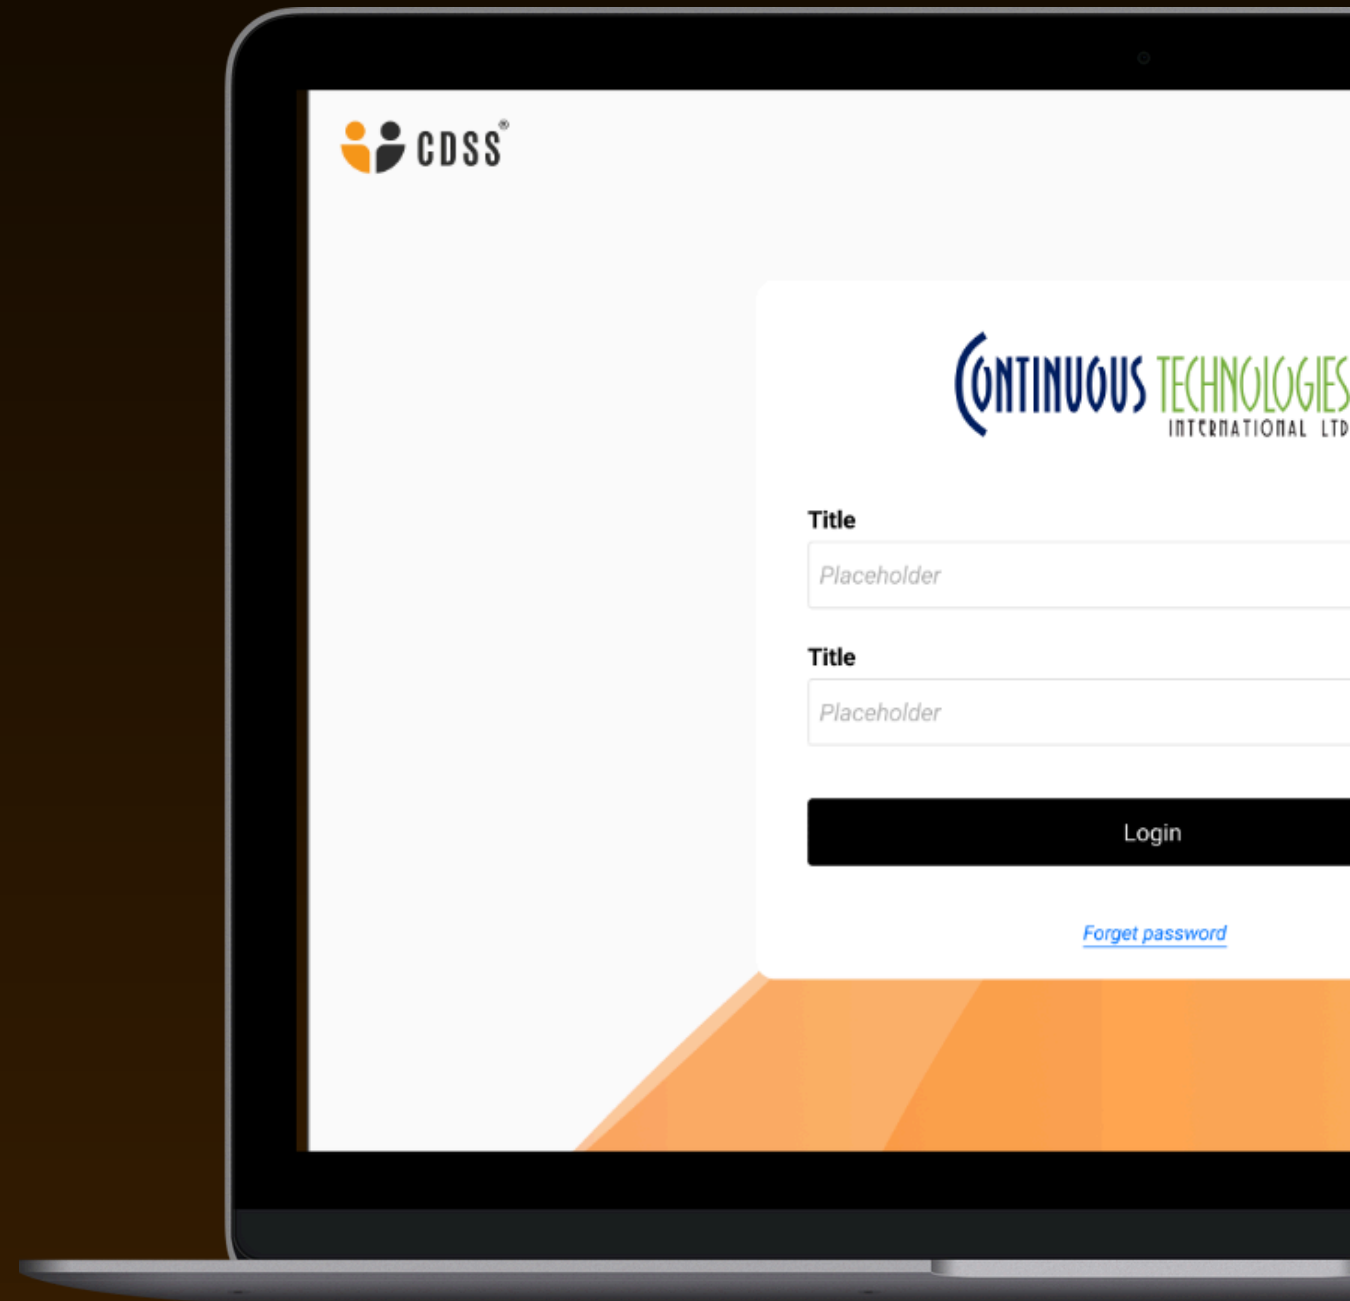 CDSS®
CONTINUOUS TECHNOLOGIES
INTERNATIONAL LTD
Title
Placeholder
Title
Placeholder
Login
Forget password